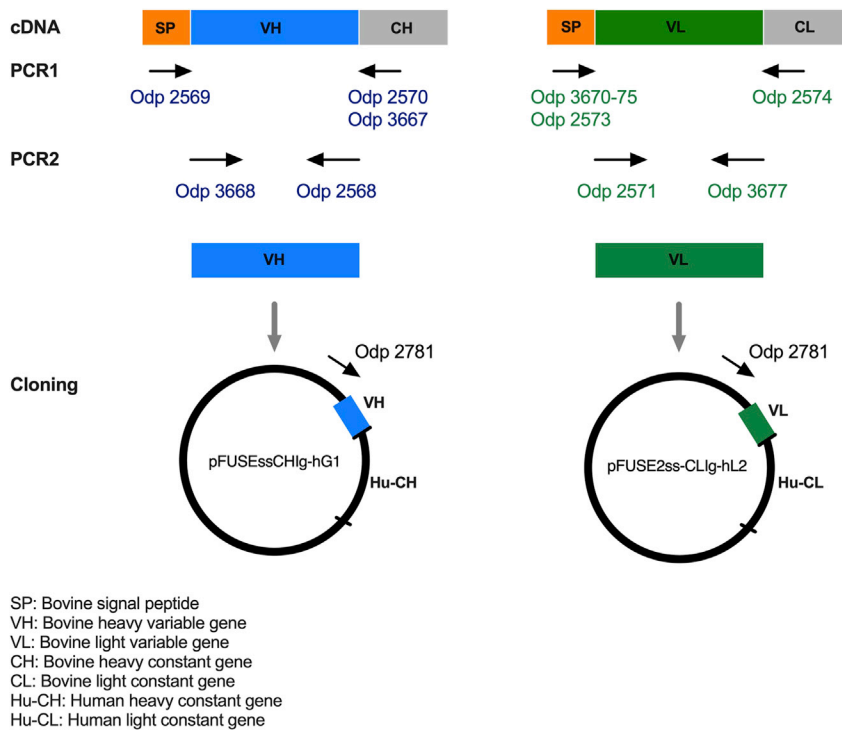 cDNA
SP VH CH
SP VL CL
PCR1
Odp 2569
Odp 2570
Odp 3667
Odp 3670-75
Odp 2573
Odp 2574
PCR2
Odp 3668
Odp 2568
Odp 2571
Odp 3677
VH
VL
Cloning
Odp 2781
VH
pFUSEssCHIg-hG1
Hu-CH
Odp 2781
VL
pFUSE2ss-CLIg-hL2
Hu-CL
SP: Bovine signal peptide
VH: Bovine heavy variable gene
VL: Bovine light variable gene
CH: Bovine heavy constant gene
CL: Bovine light constant gene
Hu-CH: Human heavy constant gene
Hu-CL: Human light constant gene